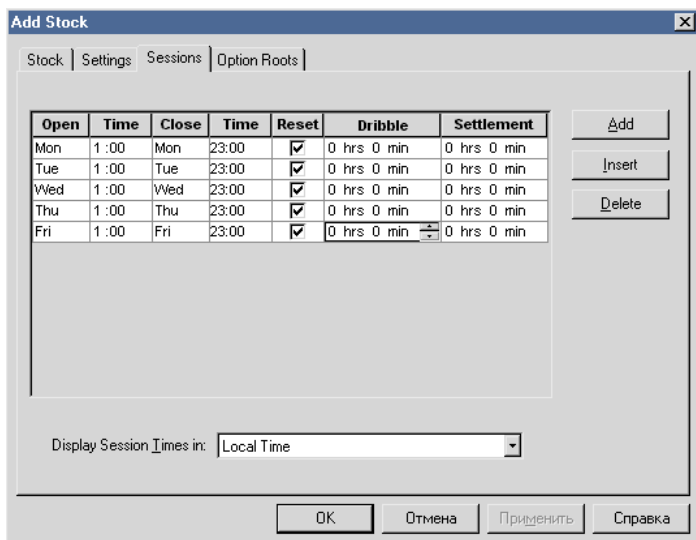 Add Stock
Stock Settings Sessions Option Roots
Open Time Close Time Reset Dribble Settlement
Mon 1 :00 Mon 23:00 0 hrs 0 min 0 hrs 0 min
Tue 1 :00 Tue 23:00 0 hrs 0 min 0 hrs 0 min
Wed 1 :00 Wed 23:00 0 hrs 0 min 0 hrs 0 min
Thu 1 :00 Thu 23:00 0 hrs 0 min 0 hrs 0 min
Fri 1 :00 Fri 23:00 0 hrs 0 min 0 hrs 0 min
Add
Insert
Delete
Display Session Times in: Local Time
OK Отмена Применить Справка